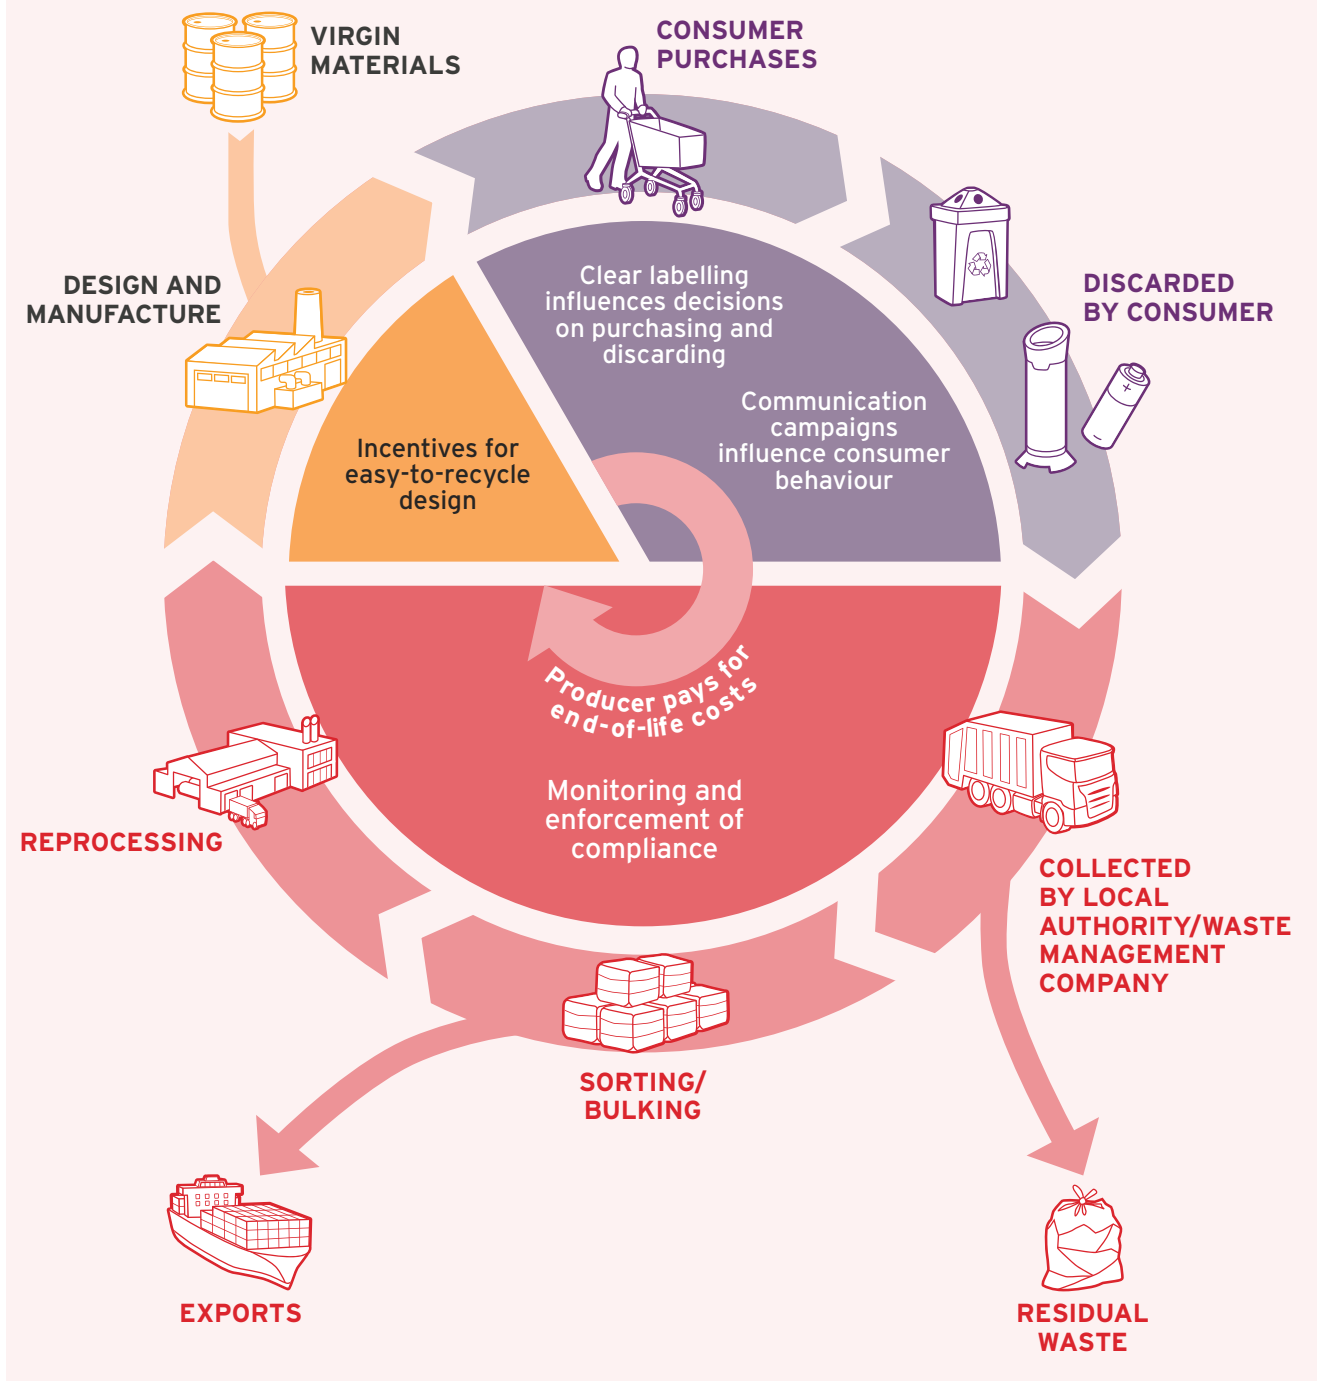 VIRGIN
MATERIALS
CONSUMER
PURCHASES
DESIGN AND
MANUFACTURE
DISCARDED
BY CONSUMER
Clear labelling
influences decisions
on purchasing and
discarding
Communication
campaigns
influence consumer
behaviour
Incentives for
easy-to-recycle
design
+
-
Producer pays for
end-of-life costs
Monitoring and
enforcement of
compliance
REPROCESSING
COLLECTED
BY LOCAL
AUTHORITY/WASTE
MANAGEMENT
COMPANY
SORTING/
BULKING
EXPORTS
RESIDUAL
WASTE